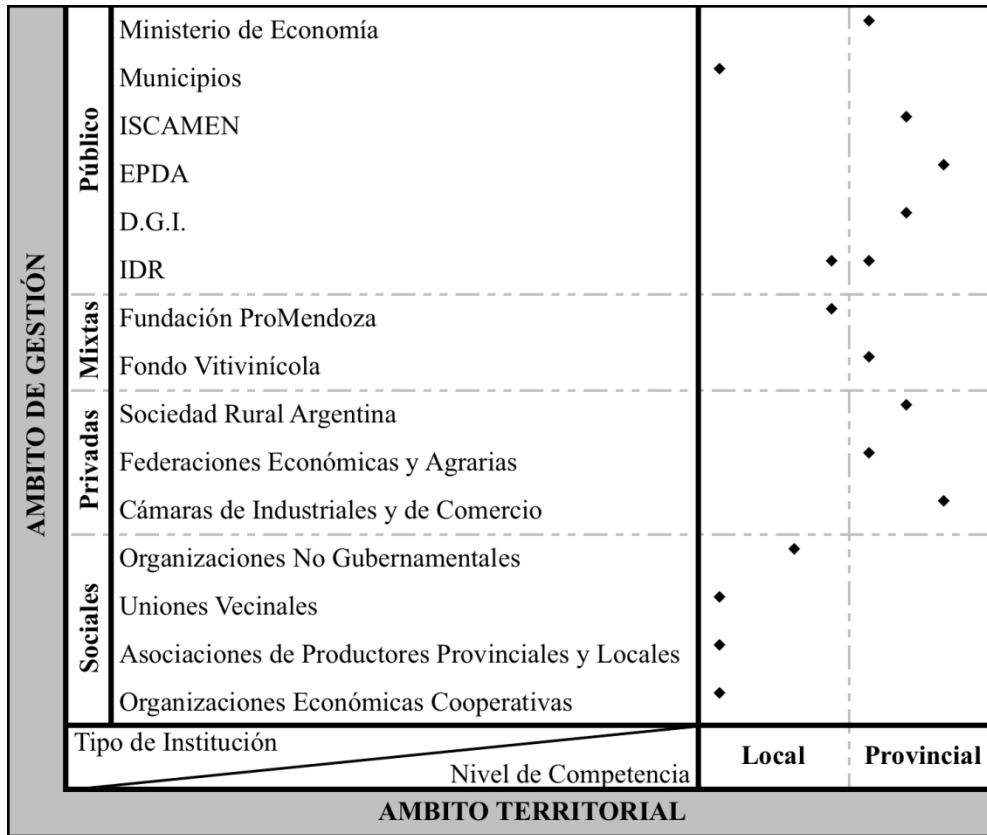 AMBITO DE GESTIÓN
Público
Ministerio de Economía
Municipios
ISCAMEN
EPDA
D.G.I.
IDR
Mixtas
Fundación ProMendoza
Fondo Vitivinícola
Privadas
Sociedad Rural Argentina
Federaciones Económicas y Agrarias
Cámaras de Industriales y de Comercio
Sociales
Organizaciones No Gubernamentales
Uniones Vecinales
Asociaciones de Productores Provinciales y Locales
Organizaciones Económicas Cooperativas
Tipo de Institución
Nivel de Competencia
Local
Provincial
AMBITO TERRITORIAL